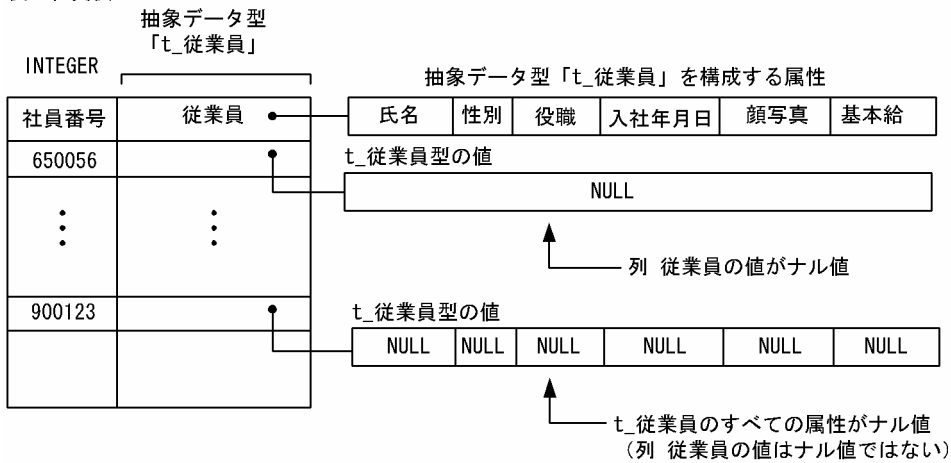 抽象データ型
「t_従業員」
INTEGER
抽象データ型「t_従業員」を構成する属性
社員番号 従業員 氏名 性別 役職 入社年月日 顔写真 基本給
650056
t_従業員型の値
NULL
列 従業員の値がナル値
900123
t_従業員型の値
NULL NULL NULL NULL NULL NULL
t_従業員のすべての属性がナル値
(列 従業員の値はナル値ではない)